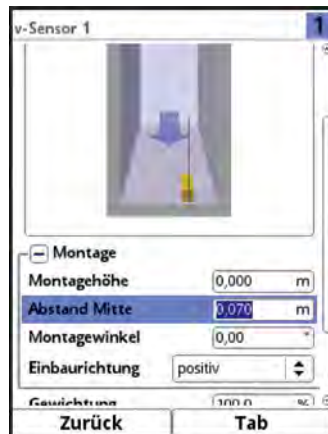 v-Sensor 1 1
Montage
Montagehöhe 0,000 m
Abstand Mitte 0,070 m
Montagewinkel 0,00 °
Einbaurichtung positiv
Gewichtung 100,0 %
Zurück Tab